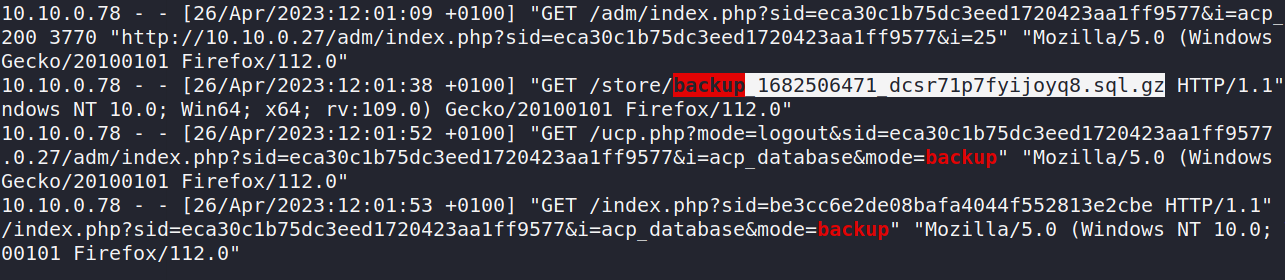 10.10.0.78 - - [26/Apr/2023:12:01:09 +0100] "GET /adm/index.php?sid=eca30c1b75dc3eed1720423aa1ff9577&i=acp_
200 3770 "http://10.10.0.27/adm/index.php?sid=eca30c1b75dc3eed1720423aa1ff9577&i=25" "Mozilla/5.0 (Windows
Gecko/20100101 Firefox/112.0"
10.10.0.78 - - [26/Apr/2023:12:01:38 +0100] "GET /store/backup_1682506471_dcsr71p7fyijoyq8.sql.gz HTTP/1.1"
ndows NT 10.0; Win64; x64; rv:109.0) Gecko/20100101 Firefox/112.0"
10.10.0.78 - - [26/Apr/2023:12:01:52 +0100] "GET /ucp.php?mode=logout&sid=eca30c1b75dc3eed1720423aa1ff9577
.0.27/adm/index.php?sid=eca30c1b75dc3eed1720423aa1ff9577&i=acp_database&mode=backup" "Mozilla/5.0 (Windows
Gecko/20100101 Firefox/112.0"
10.10.0.78 - - [26/Apr/2023:12:01:53 +0100] "GET /index.php?sid=be3cc6e2de08bafa4044f552813e2cbe HTTP/1.1"
/index.php?sid=eca30c1b75dc3eed1720423aa1ff9577&i=acp_database&mode=backup" "Mozilla/5.0 (Windows NT 10.0;
00101 Firefox/112.0"